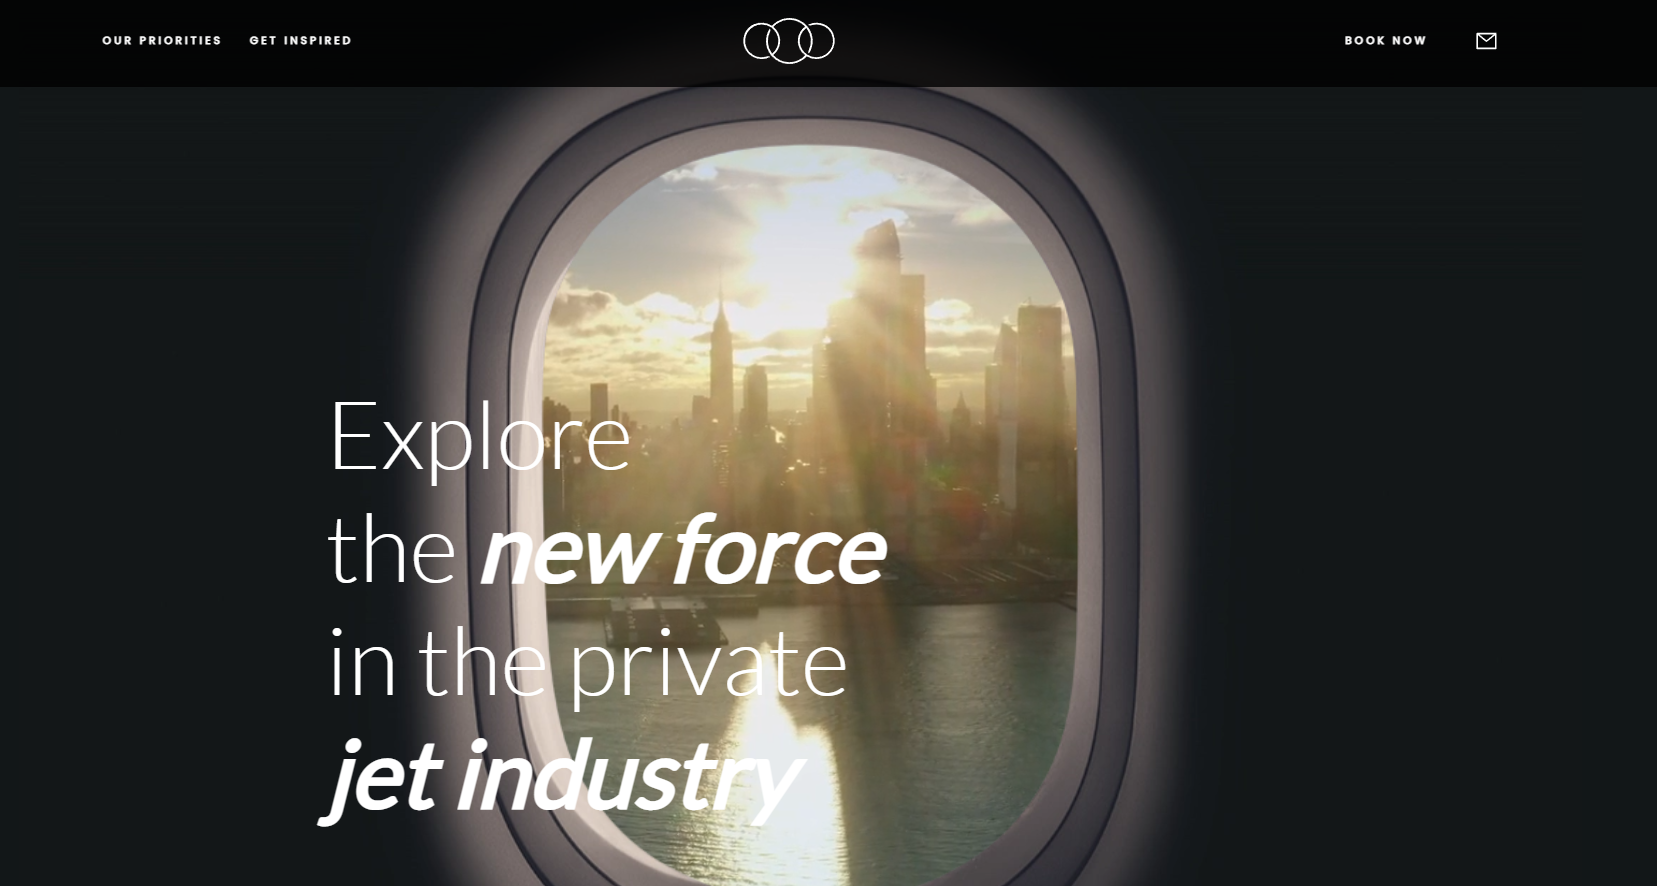 OUR PRIORITIES GET INSPIRED BOOK NOW
Explore
the new force
in the private
jet industry